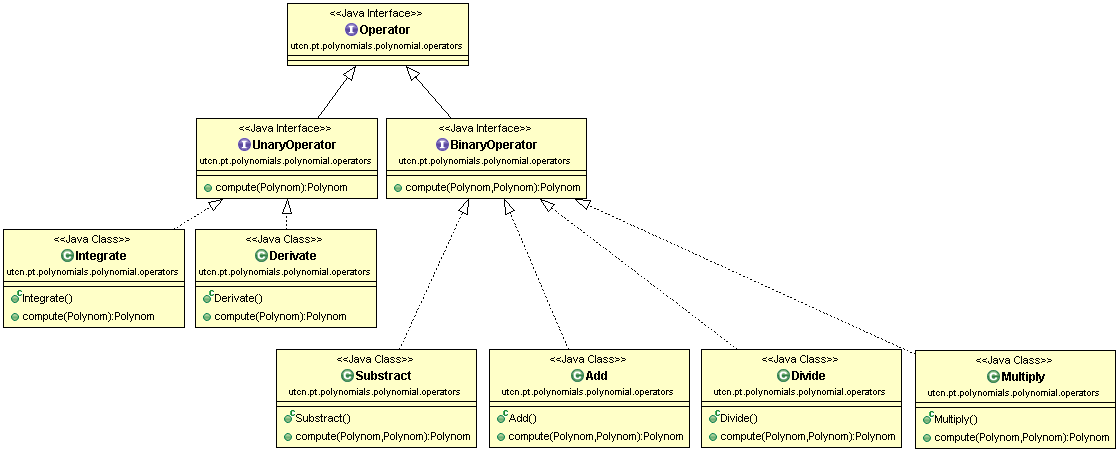 <<Java Interface>>
I Operator
utcn.pt.polynomials.polynomial.operators
<<Java Interface>>
I UnaryOperator
utcn.pt.polynomials.polynomial.operators
compute(Polynom):Polynom
<<Java Interface>>
I BinaryOperator
utcn.pt.polynomials.polynomial.operators
compute(Polynom,Polynom):Polynom
<<Java Class>>
C Integrate
utcn.pt.polynomials.polynomial.operators
C Integrate()
compute(Polynom):Polynom
<<Java Class>>
C Derivate
utcn.pt.polynomials.polynomial.operators
C Derivate()
compute(Polynom):Polynom
<<Java Class>>
C Substract
utcn.pt.polynomials.polynomial.operators
C Substract()
compute(Polynom,Polynom):Polynom
<<Java Class>>
C Add
utcn.pt.polynomials.polynomial.operators
C Add()
compute(Polynom,Polynom):Polynom
<<Java Class>>
C Divide
utcn.pt.polynomials.polynomial.operators
C Divide()
compute(Polynom,Polynom):Polynom
<<Java Class>>
C Multiply
utcn.pt.polynomials.polynomial.operators
C Multiply()
compute(Polynom,Polynom):Polynom